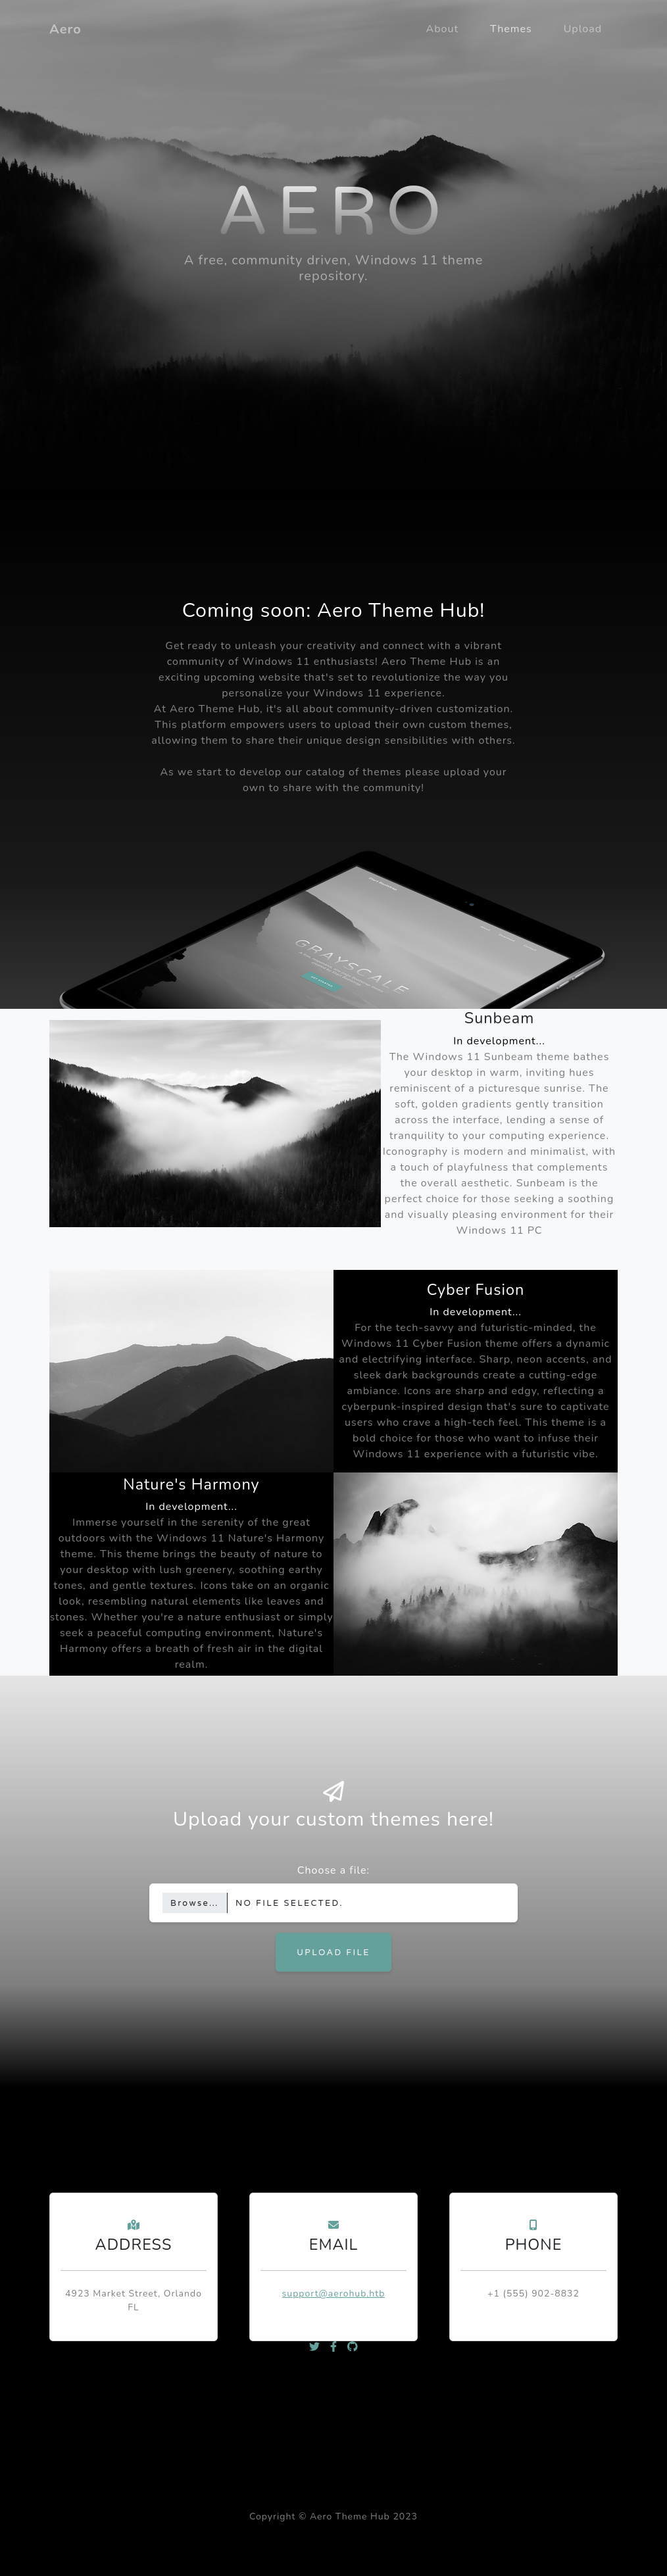 Aero
About Themes Upload
AERO
A free, community driven, Windows 11 theme
repository.
Coming soon: Aero Theme Hub!
Get ready to unleash your creativity and connect with a vibrant
community of Windows 11 enthusiasts! Aero Theme Hub is an
exciting upcoming website that's set to revolutionize the way you
personalize your Windows 11 experience.
At Aero Theme Hub, it's all about community-driven customization.
This platform empowers users to upload their own custom themes,
allowing them to share their unique design sensibilities with others.
As we start to develop our catalog of themes please upload your
own to share with the community!
GRAYSCALE
Sunbeam
In development...
The Windows 11 Sunbeam theme bathes
your desktop in warm, inviting hues
reminiscent of a picturesque sunrise. The
soft, golden gradients gently transition
across the interface, lending a sense of
tranquility to your computing experience.
Iconography is modern and minimalist, with
a touch of playfulness that complements
the overall aesthetic. Sunbeam is the
perfect choice for those seeking a soothing
and visually pleasing environment for their
Windows 11 PC
Cyber Fusion
In development...
For the tech-savvy and futuristic-minded, the
Windows 11 Cyber Fusion theme offers a dynamic
and electrifying interface. Sharp, neon accents, and
sleek dark backgrounds create a cutting-edge
ambiance. Icons are sharp and edgy, reflecting a
cyberpunk-inspired design that's sure to captivate
users who crave a high-tech feel. This theme is a
bold choice for those who want to infuse their
Windows 11 experience with a futuristic vibe.
Nature's Harmony
In development...
Immerse yourself in the serenity of the great
outdoors with the Windows 11 Nature's Harmony
theme. This theme brings the beauty of nature to
your desktop with lush greenery, soothing earthy
tones, and gentle textures. Icons take on an organic
look, resembling natural elements like leaves and
stones. Whether you're a nature enthusiast or simply
seek a peaceful computing environment, Nature's
Harmony offers a breath of fresh air in the digital
realm.
Upload your custom themes here!
Choose a file:
Browse... NO FILE SELECTED.
UPLOAD FILE
ADDRESS
4923 Market Street, Orlando
FL
EMAIL
support@aerohub.htb
PHONE
+1 (555) 902-8832
Copyright © Aero Theme Hub 2023